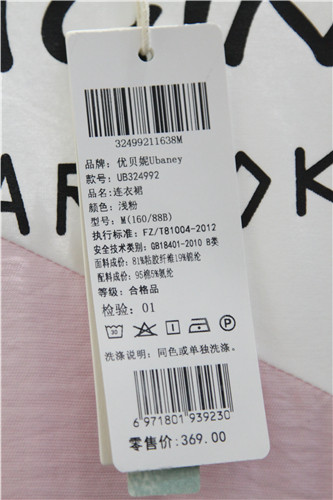 32499211638M
品牌: 优贝妮Ubaney
款号: UB324992
品名: 连衣裙
颜色: 浅粉
型号: M(160/88B)
执行标准: FZ/T81004-2012
安全技术类别: GB18401-2010 B类
面料成份: 81%粘胶纤维19%锦纶
配料成份: 95棉5%氨纶
等级: 合格品
检验: 01
洗涤说明: 同色或单独洗涤.
6 971801 939230
零售价: 369.00